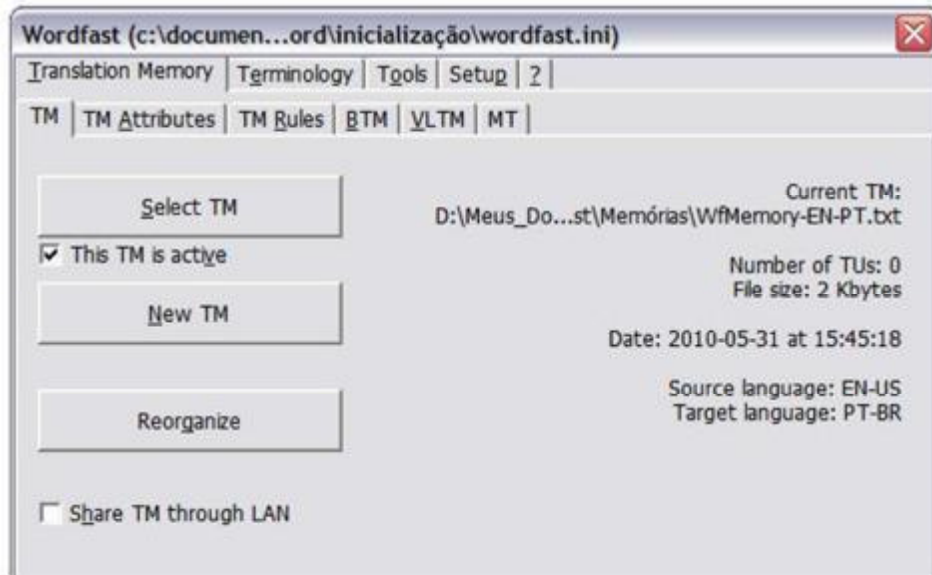 Wordfast (c:\documen...ord\inicialização\wordfast.ini)
Translation Memory Terminology Tools Setup ?
TM TM Attributes TM Rules BTM VLTM MT
Select TM
This TM is active
New TM
Reorganize
Share TM through LAN
Current TM:
D:\Meus_Do...st\Memórias\WfMemory-EN-PT.txt
Number of TUs: 0
File size: 2 Kbytes
Date: 2010-05-31 at 15:45:18
Source language: EN-US
Target language: PT-BR